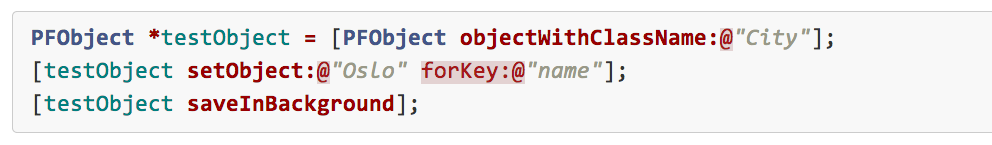 PFObject *testObject = [PFObject objectWithClassName:@"City"];
[testObject setObject:@"Oslo" forKey:@"name"];
[testObject saveInBackground];